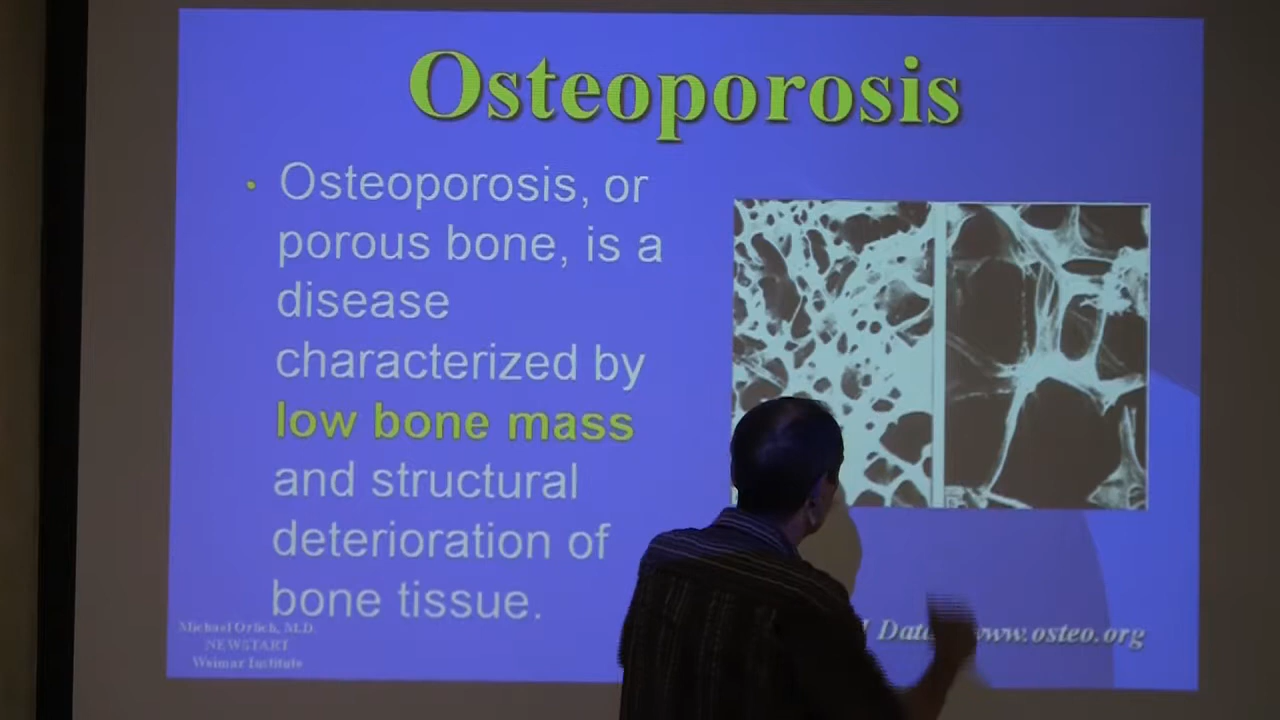 Osteoporosis
• Osteoporosis, or
porous bone, is a
disease
characterized by
low bone mass
and structural
deterioration of
bone tissue.
Michael Orlich, M.D.
NEWSTART
Weimar Institute
Data www.osteo.org